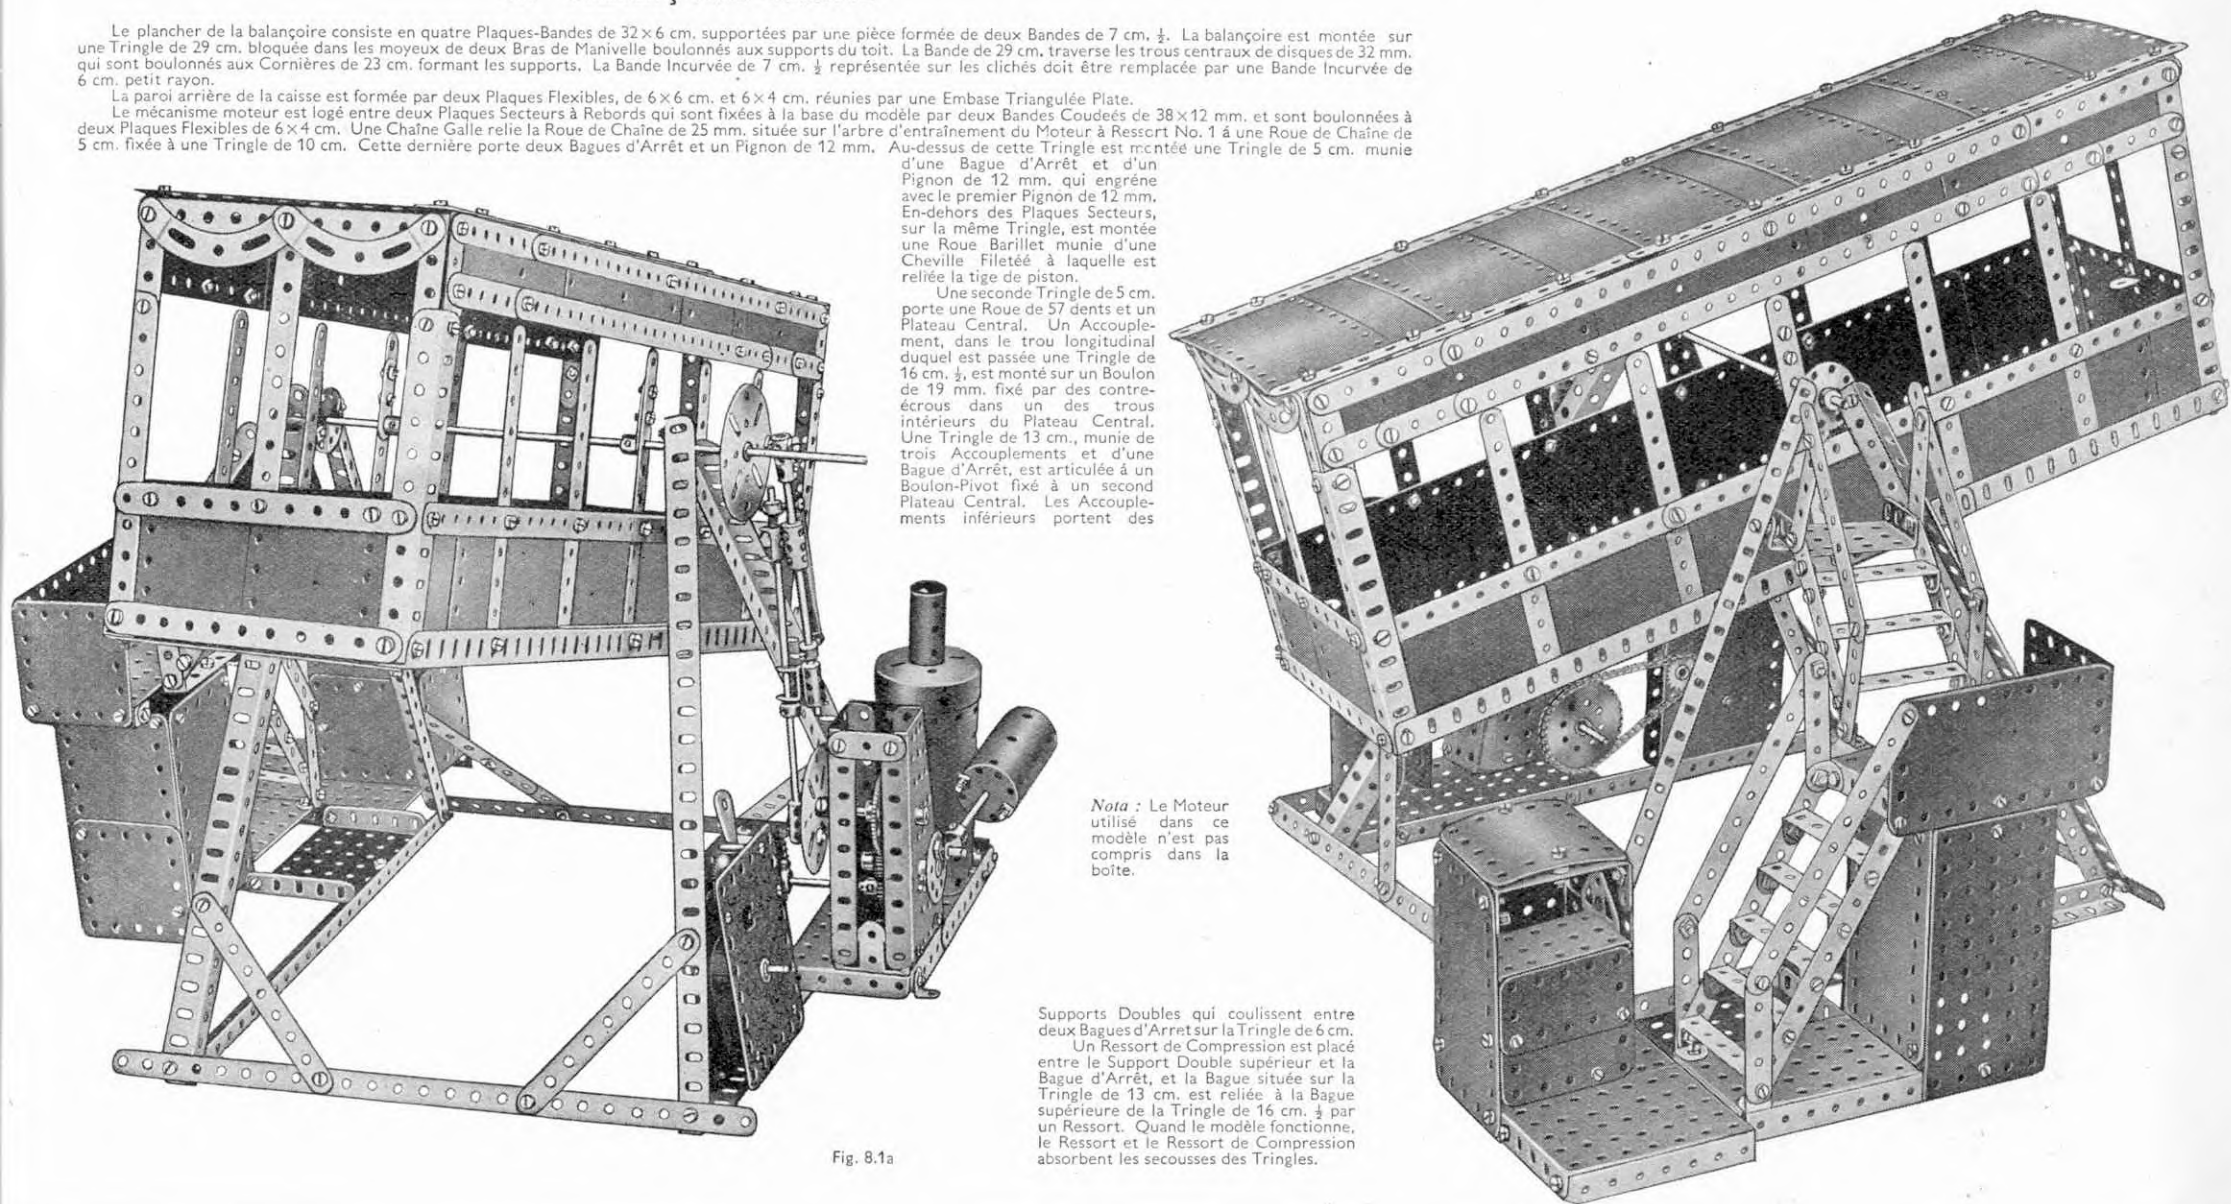 Le plancher de la balançoire consiste en quatre Plaques-Bandes de 32×6 cm. supportées par une pièce formée de deux Bandes de 7 cm. ½. La balançoire est montée sur
une Tringle de 29 cm. bloquée dans les moyeux de deux Bras de Manivelle boulonnés aux supports du toit. La Bande de 29 cm. traverse les trous centraux de disques de 32 mm.
qui sont boulonnés aux Cornières de 23 cm. formant les supports. La Bande Incurvée de 7 cm. ½ représentée sur les clichés doit être remplacée par une Bande Incurvée de
6 cm. petit rayon.
La paroi arrière de la caisse est formée par deux Plaques Flexibles, de 6×6 cm. et 6×4 cm. réunies par une Embase Triangulée Plate.
Le mécanisme moteur est logé entre deux Plaques Secteurs à Rebords qui sont fixées à la base du modèle par deux Bandes Coudeés de 38×12 mm. et sont boulonnées à
deux Plaques Flexibles de 6×4 cm. Une Chaîne Galle relie la Roue de Chaîne de 25 mm. située sur l'arbre d'entraînement du Moteur à Ressort No. 1 á une Roue de Chaîne de
5 cm. fixée à une Tringle de 10 cm. Cette dernière porte deux Bagues d'Arrêt et un Pignon de 12 mm. Au-dessus de cette Tringle est montée une Tringle de 5 cm. munie
d'une Bague d'Arrêt et d'un
Pignon de 12 mm. qui engréne
avec le premier Pignon de 12 mm.
En-dehors des Plaques Secteurs,
sur la même Tringle, est montée
une Roue Barillet munie d'une
Cheville Filetéé à laquelle est
reliée la tige de piston.
Une seconde Tringle de 5 cm.
porte une Roue de 57 dents et un
Plateau Central. Un Accouple-
ment, dans le trou longitudinal
duquel est passée une Tringle de
16 cm. ½, est monté sur un Boulon
de 19 mm. fixé par des contre-
écrous dans un des trous
intérieurs du Plateau Central.
Une Tringle de 13 cm., munie de
trois Accouplements et d'une
Bague d'Arrêt, est articulée á un
Boulon-Pivot fixé à un second
Plateau Central. Les Accouple-
ments inférieurs portent des
Nota : Le Moteur
utilisé dans ce
modèle n'est pas
compris dans la
boîte.
Supports Doubles qui coulissent entre
deux Bagues d'Arret sur la Tringle de 6 cm.
Un Ressort de Compression est placé
entre le Support Double supérieur et la
Bague d'Arrêt, et la Bague située sur la
Tringle de 13 cm. est reliée à la Bague
supérieure de la Tringle de 16 cm. ½ par
un Ressort. Quand le modèle fonctionne,
le Ressort et le Ressort de Compression
absorbent les secousses des Tringles.
Fig. 8.1a